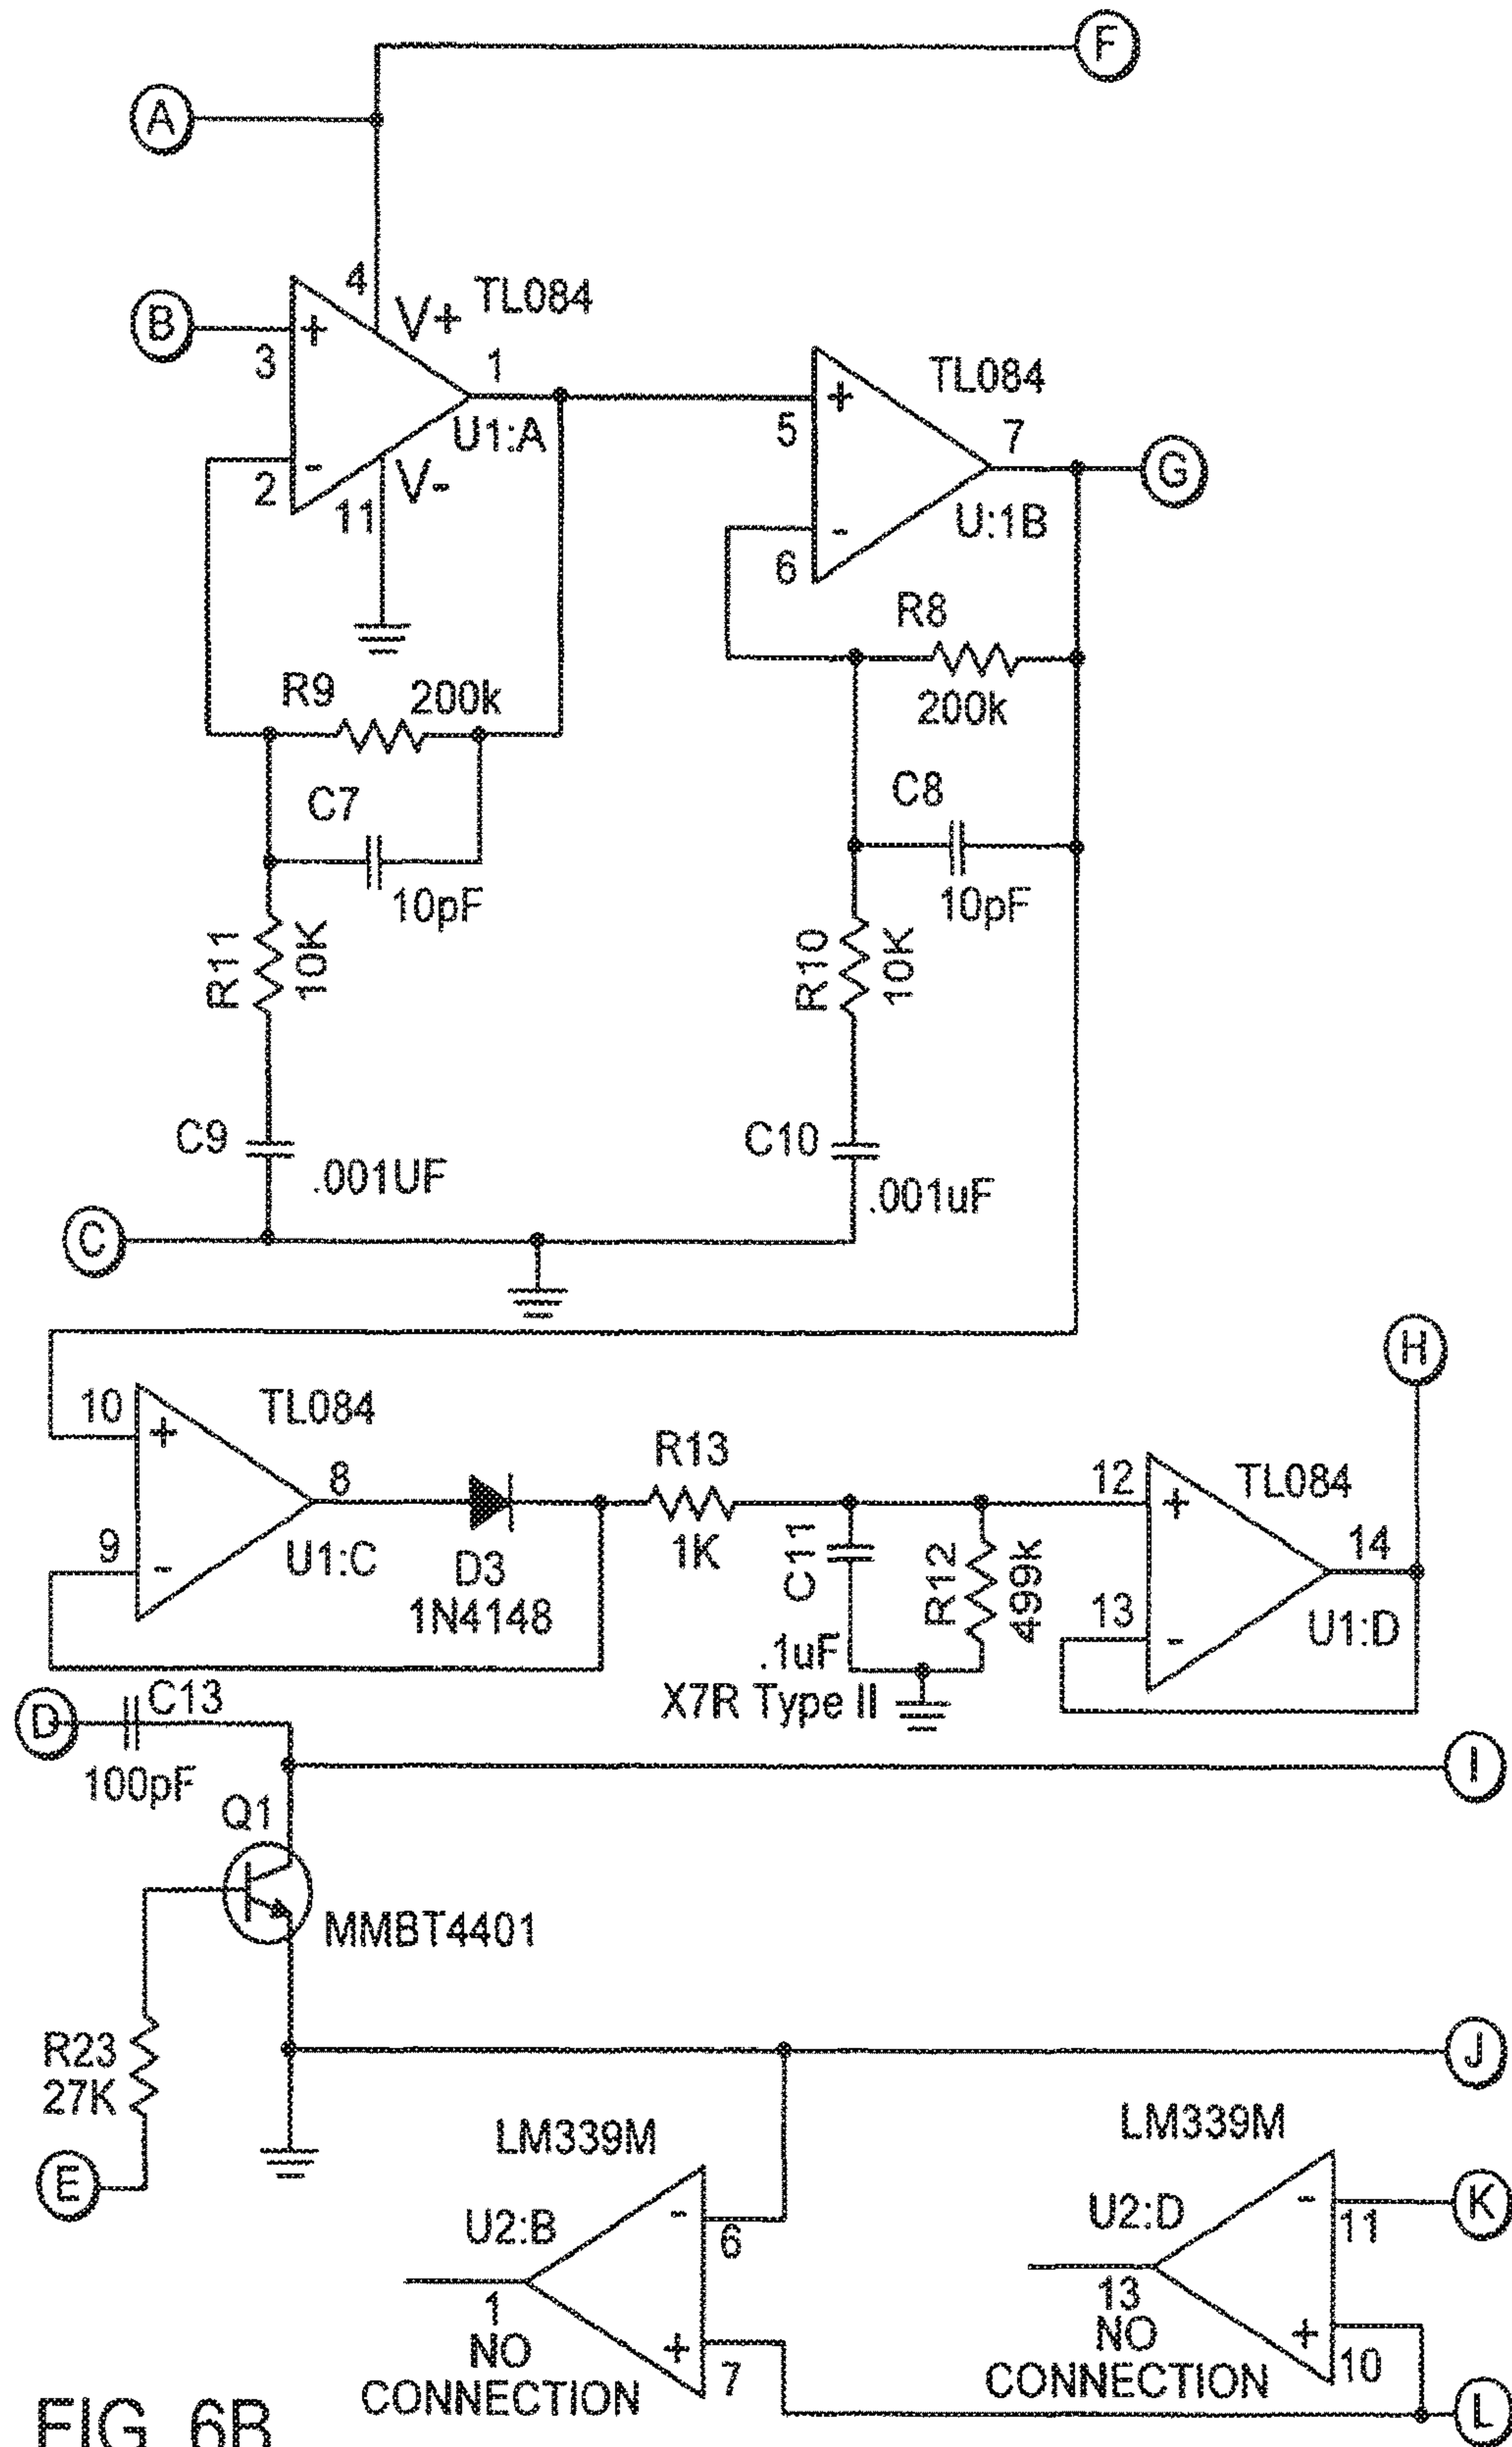 F
A
4
V+
TL084
B
+
3
1
2
-
U1:A
V-
11
TL084
+
5
7
G
-
6
U:1B
R8
200k
R9
200k
C7
10pF
C8
10pF
R11
10K
R10
10K
C9
.001UF
C10
.001uF
C
H
10
+
TL084
8
9
-
U1:C
D3
1N4148
R13
1K
C11
.1uF
X7R Type II
R12
499k
12
+
TL084
14
13
-
U1:D
D
C13
100pF
I
Q1
MMBT4401
R23
27K
J
E
LM339M
U2:B
-
6
1
NO
CONNECTION
+
7
LM339M
U2:D
-
11
K
13
NO
CONNECTION
+
10
L
FIG. 6B